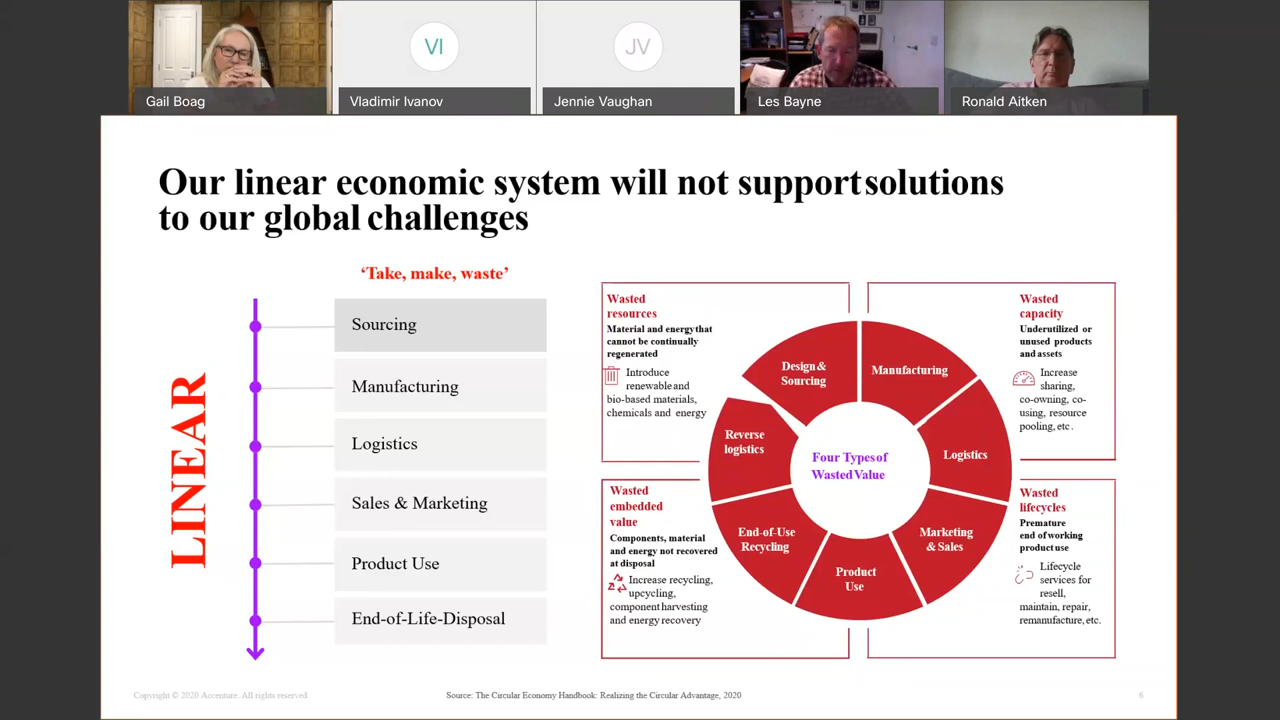 VI
JV
Gail Boag
Vladimir Ivanov
Jennie Vaughan
Les Bayne
Ronald Aitken
Our linear economic system will not support solutions
to our global challenges
‘Take, make, waste’
LINEAR
Sourcing
Manufacturing
Logistics
Sales & Marketing
Product Use
End-of-Life-Disposal
Wasted
resources
Material and energy that
cannot be continually
regenerated
Introduce
renewable and
bio-based materials,
chemicals and energy
Wasted
capacity
Underutilized or
unused products
and assets
Increase
sharing,
co-owning, co-
using, resource
pooling, etc.
Design &
Sourcing
Manufacturing
Logistics
Marketing
& Sales
Product
Use
End-of-Use
Recycling
Reverse
logistics
Four Types of
Wasted Value
Wasted
embedded
value
Components, material
and energy not recovered
at disposal
Increase recycling,
upcycling,
component harvesting
and energy recovery
Wasted
lifecycles
Premature
end of working
product use
Lifecycle
services for
resell,
maintain, repair,
remanufacture, etc.
Copyright © 2020 Accenture. All rights reserved
Source: The Circular Economy Handbook: Realizing the Circular Advantage, 2020
6